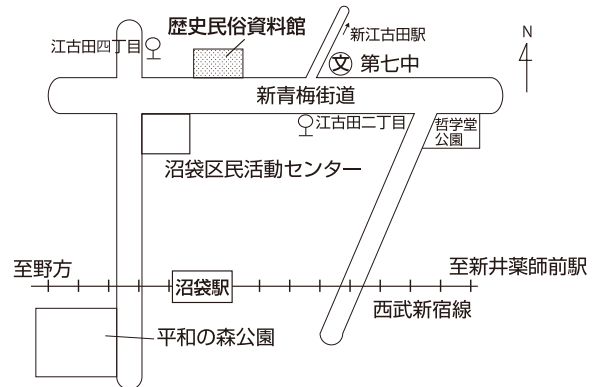 歴史民俗資料館
江古田四丁目
新江古田駅
N
文 第七中
新青梅街道
江古田二丁目
哲学堂
公園
沼袋区民活動センター
至野方
至新井薬師前駅
沼袋駅
西武新宿線
平和の森公園